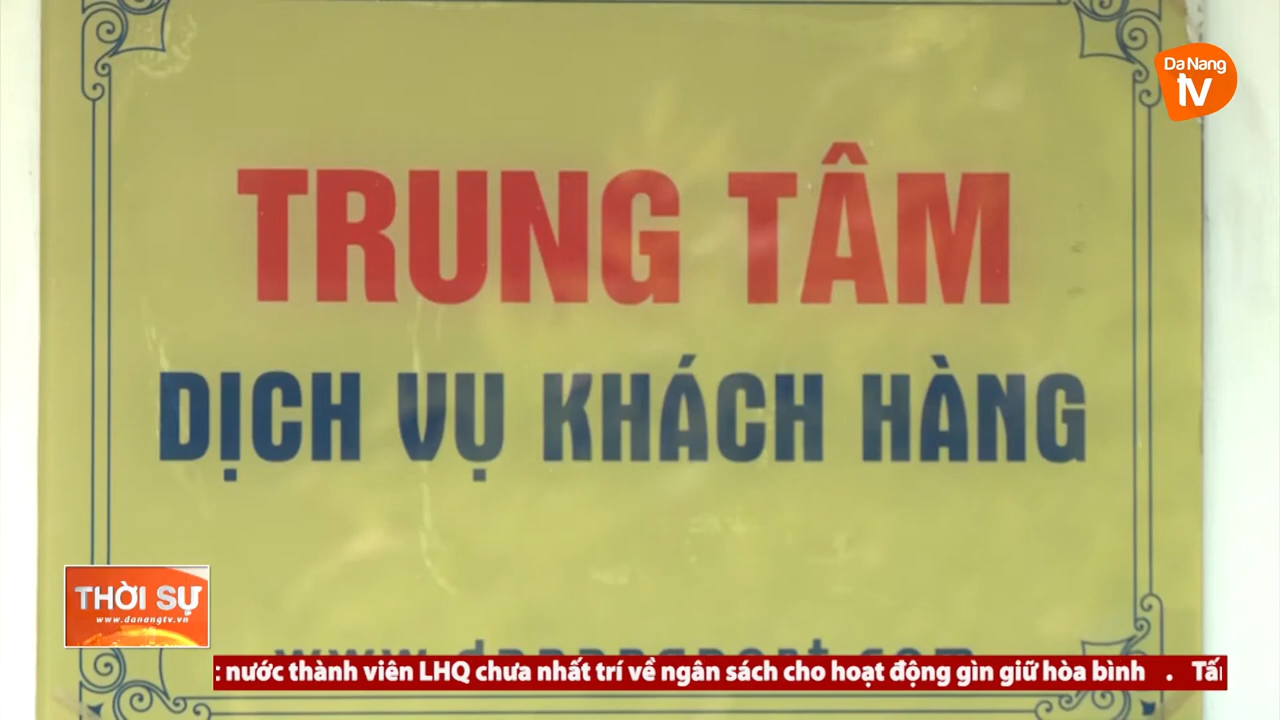 Da Nang
tv
TRUNG TÂM
DỊCH VỤ KHÁCH HÀNG
THỜI SỰ
www.danangtv.vn
nước thành viên LHQ chưa nhất trí về ngân sách cho hoạt động gìn giữ hòa bình .